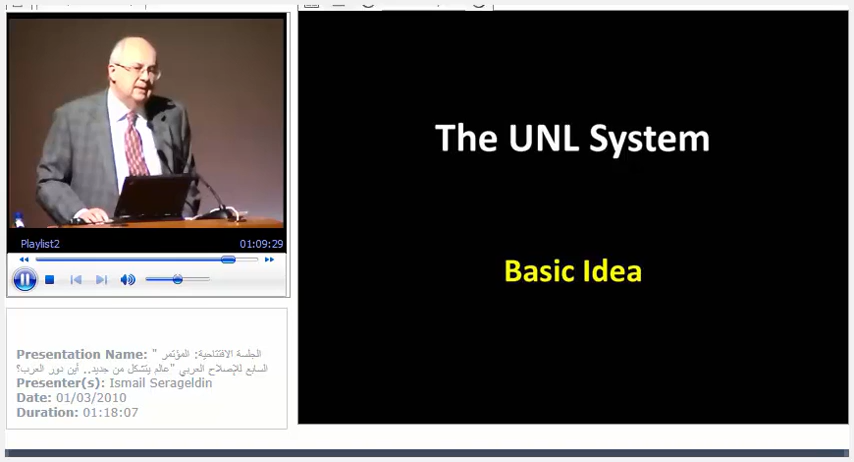 Playlist2 01:09:29
Presentation Name: " الجلسة الافتتاحية: المؤتمر
السابع للإصلاح العربي "عالم يتشكل من جديد.. أين دور العرب؟
Presenter(s): Ismail Serageldin
Date: 01/03/2010
Duration: 01:18:07
The UNL System
Basic Idea